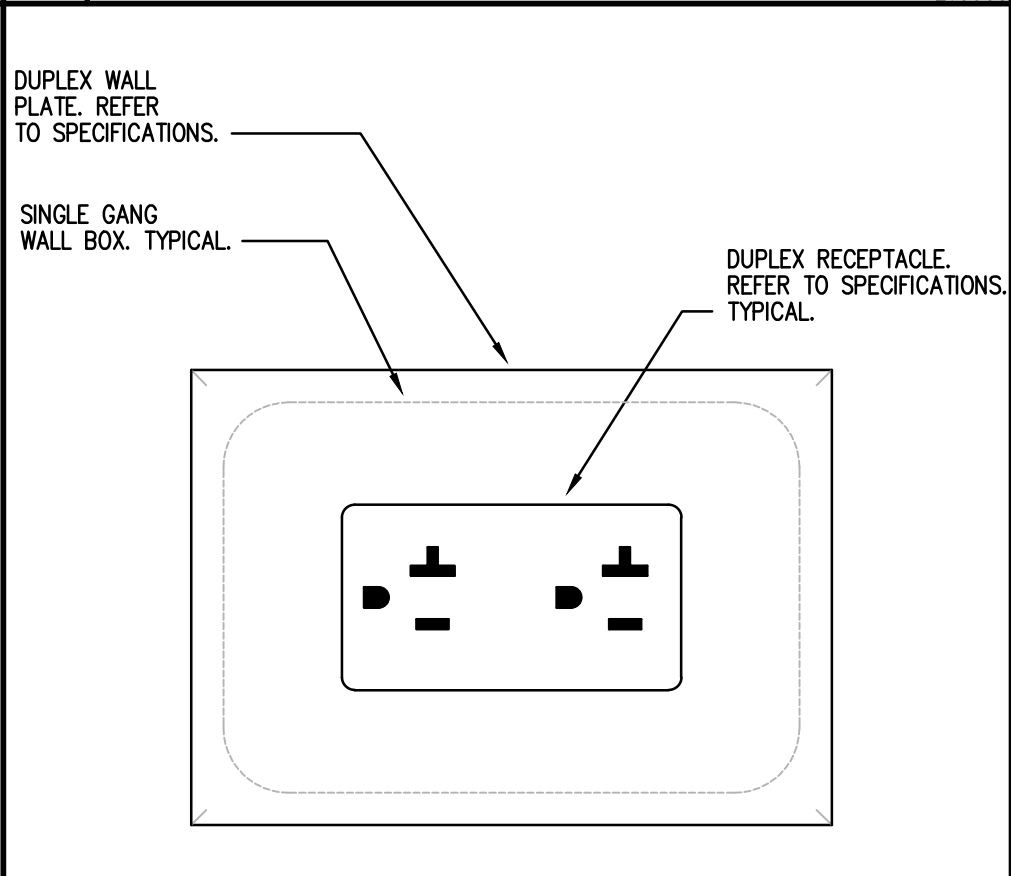 DUPLEX WALL
PLATE. REFER
TO SPECIFICATIONS.
SINGLE GANG
WALL BOX. TYPICAL.
DUPLEX RECEPTACLE.
REFER TO SPECIFICATIONS.
TYPICAL.